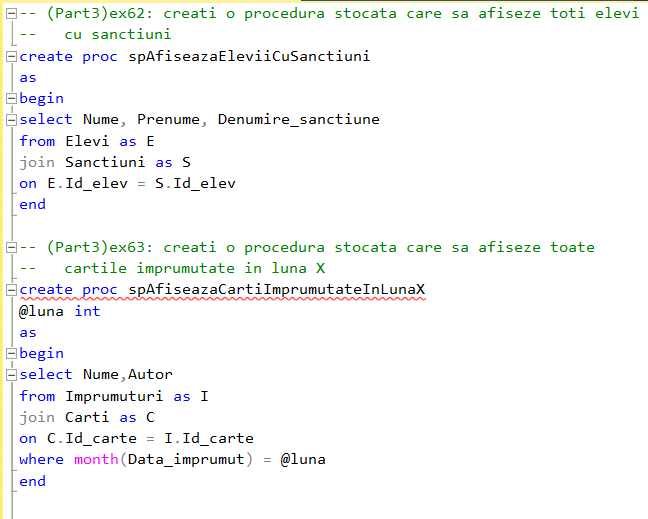 -- (Part3)ex62: creati o procedura stocata care sa afiseze toti elevi
--   cu sanctiuni
create proc spAfiseazaEleviiCuSanctiuni
as
begin
select Nume, Prenume, Denumire_sanctiune
from Elevi as E
join Sanctiuni as S
on E.Id_elev = S.Id_elev
end
-- (Part3)ex63: creati o procedura stocata care sa afiseze toate
--   cartile imprumutate in luna X
create proc spAfiseazaCartiImprumutateInLunaX
@luna int
as
begin
select Nume,Autor
from Imprumuturi as I
join Carti as C
on C.Id_carte = I.Id_carte
where month(Data_imprumut) = @luna
end